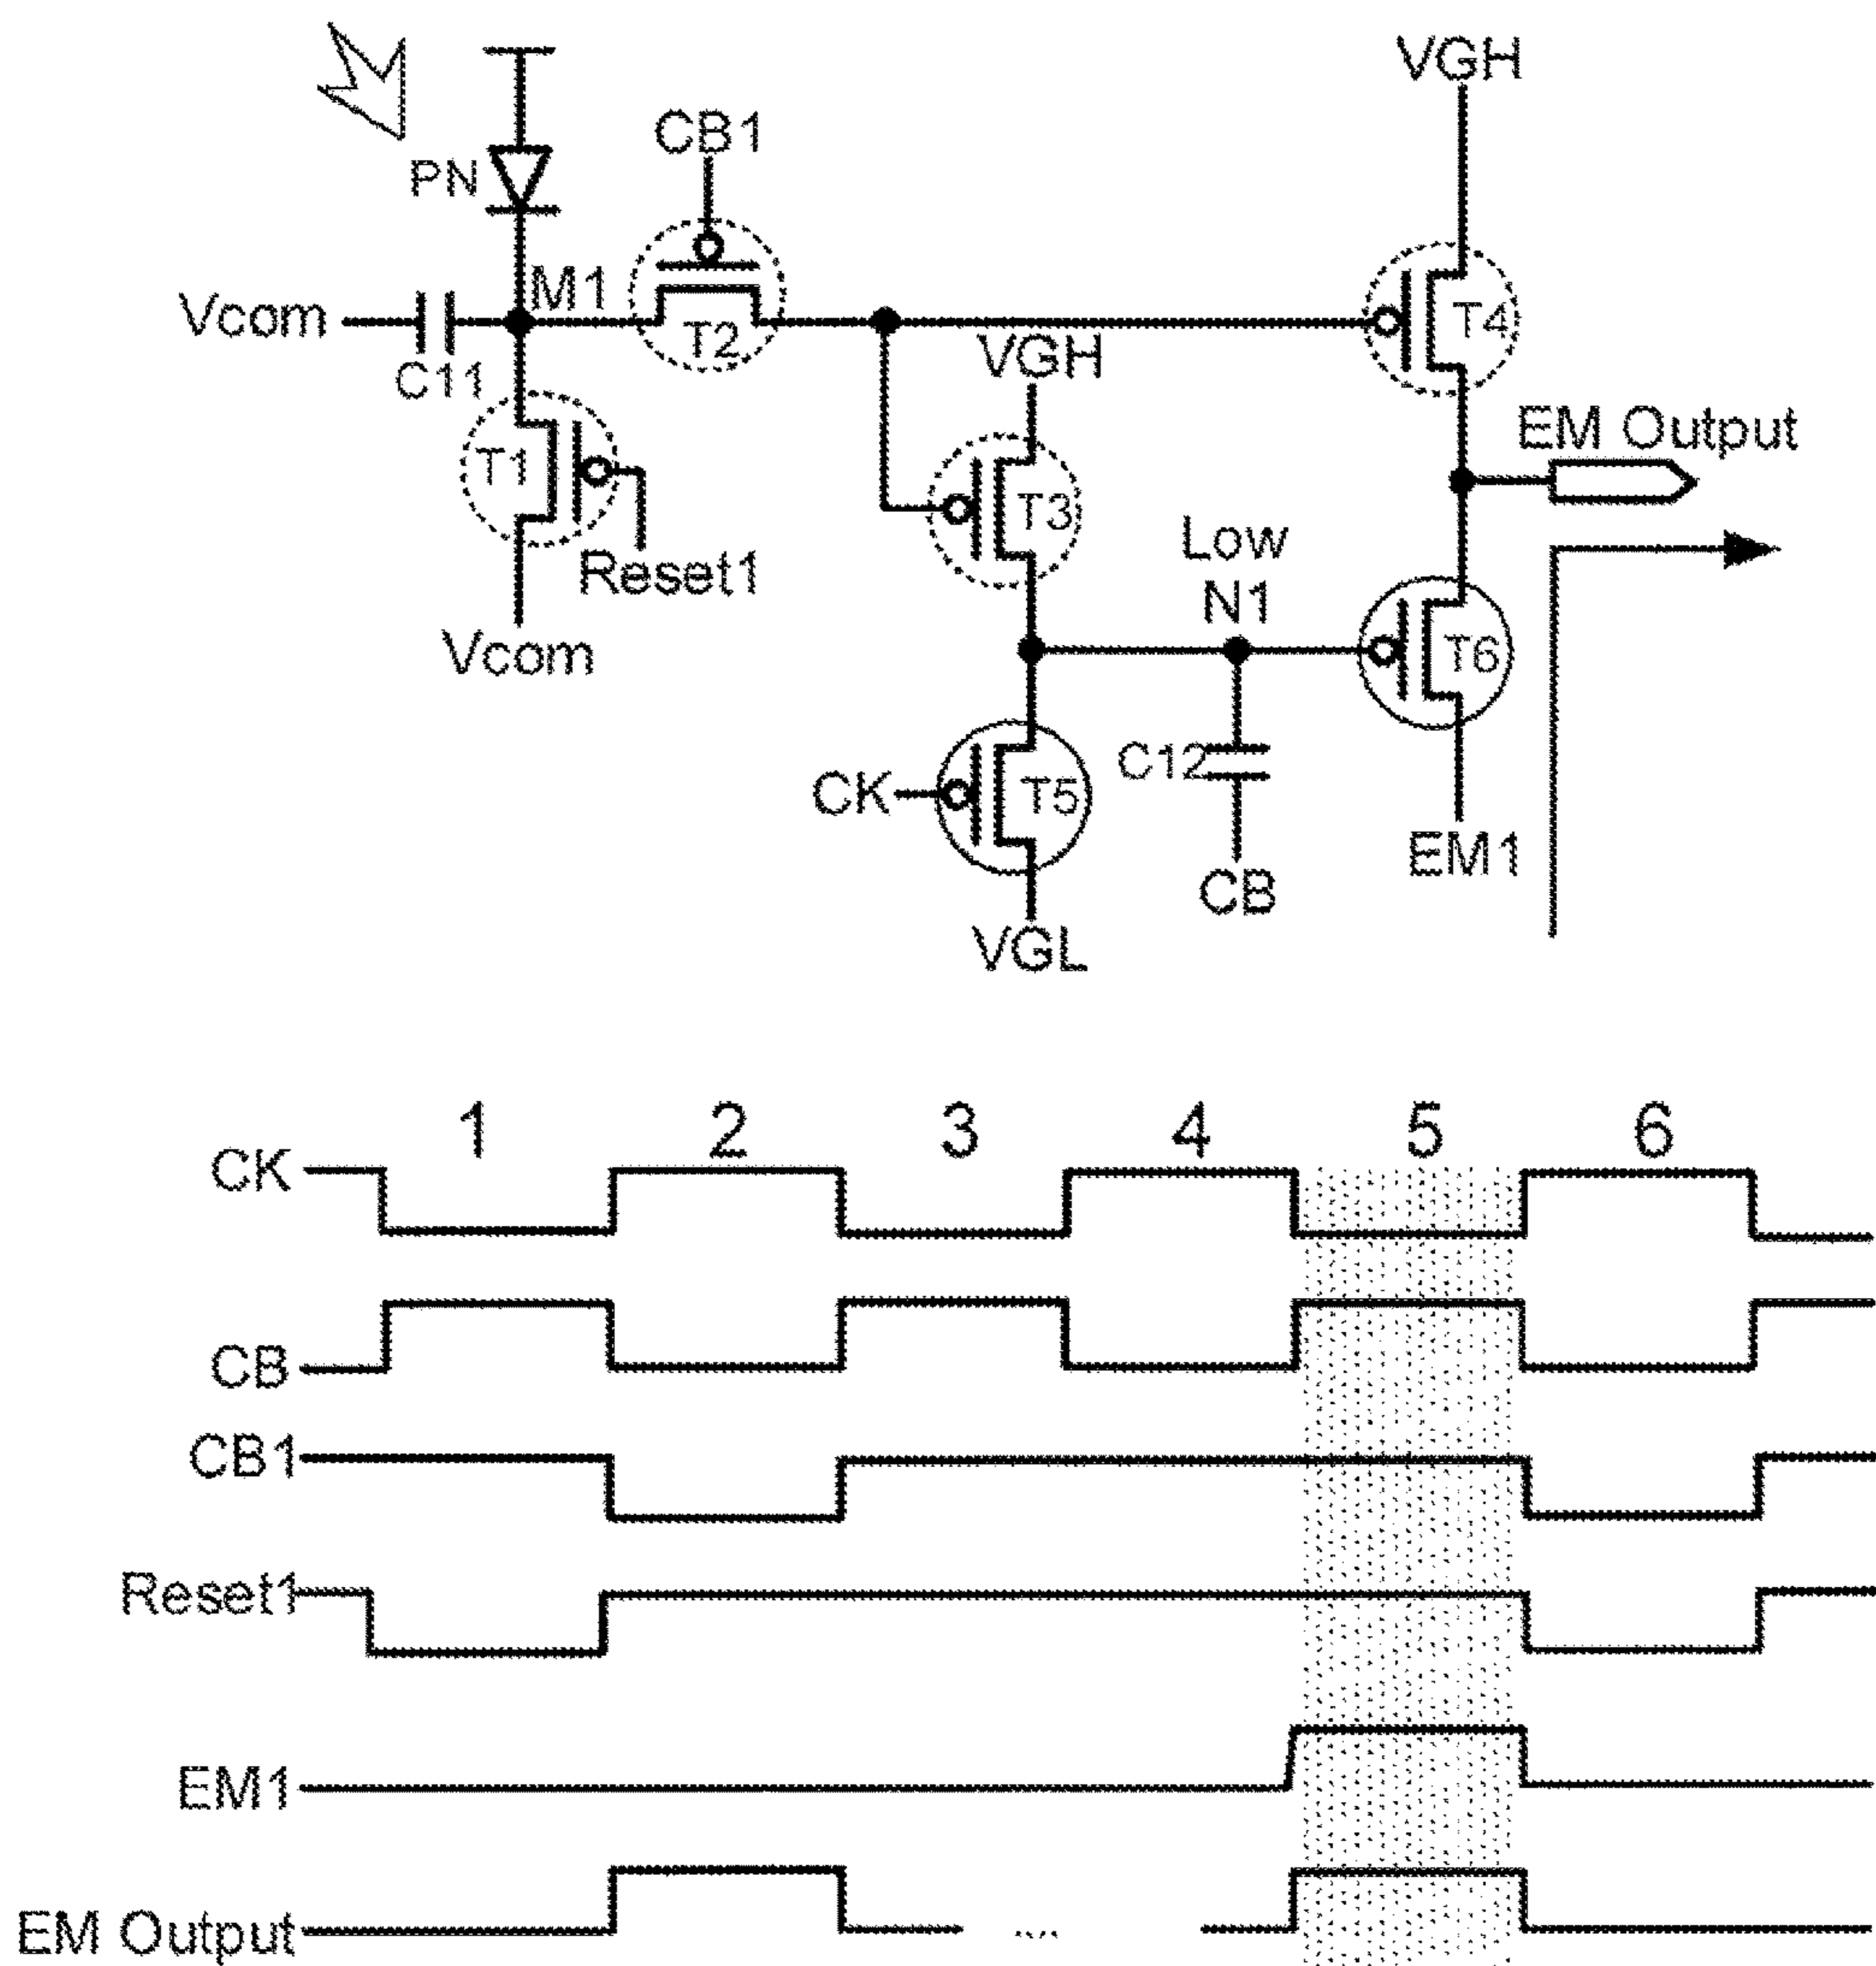 VGH
CB1
PN
M1
Vcom
T2
T4
C11
VGH
EM Output
T1
T3
Reset1
Low
N1
Vcom
T6
C12
CK
T5
EM1
CB
VGL
1 2 3 4 5 6
CK
CB
CB1
Reset1
EM1
EM Output
...